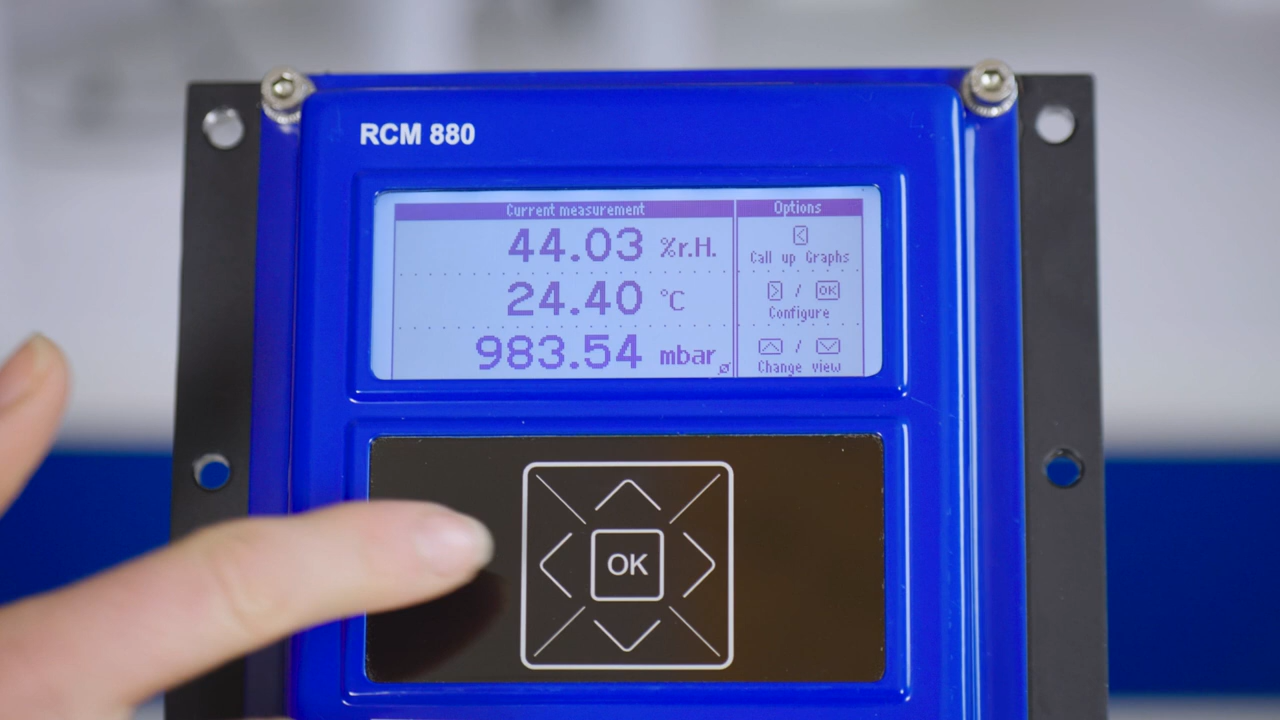 RCM 880
Current measurement
44.03 %r.H.
24.40 °C
983.54 mbar
Options
<
Call up Graphs
> / OK
Configure
/
Change view
OK